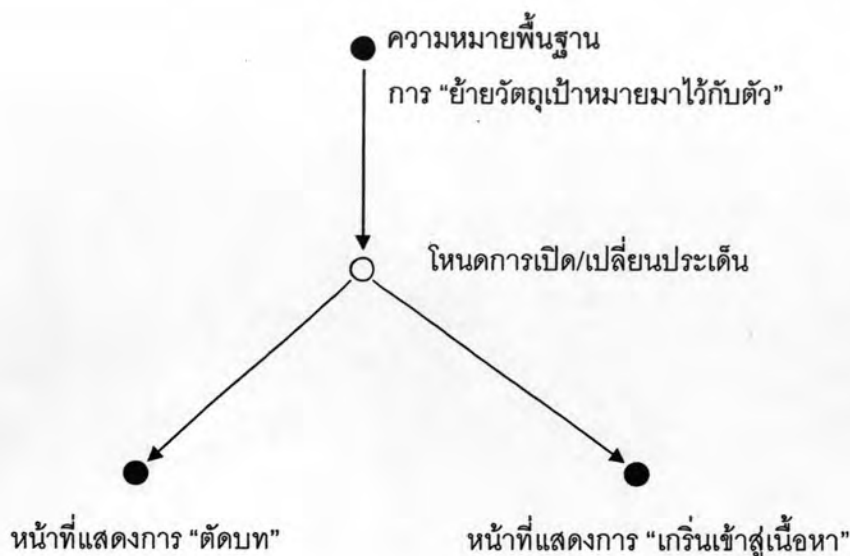 ความหมายพื้นฐาน
การ “ย้ายวัตถุเป้าหมายมาไว้กับตัว”
โหนดการเปิด/เปลี่ยนประเด็น
หน้าที่แสดงการ “ตัดบท”
หน้าที่แสดงการ “เกริ่นเข้าสู่เนื้อหา”